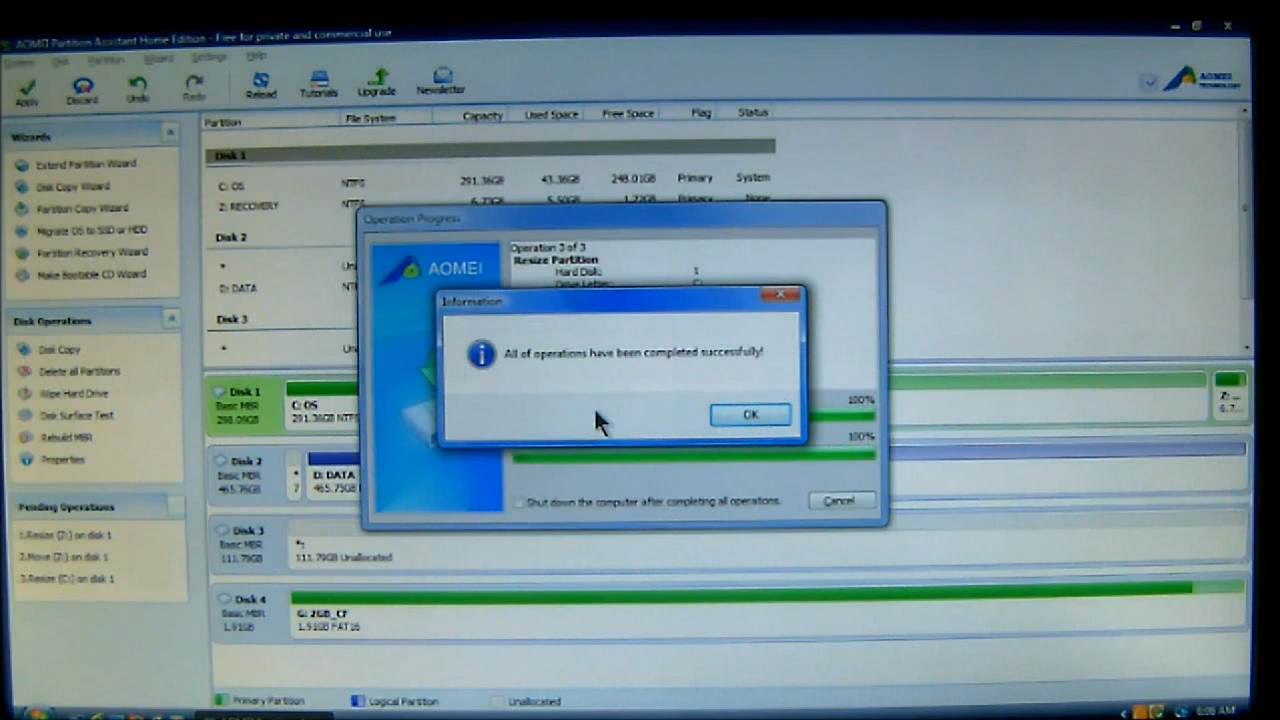 AOMEI Partition Assistant Home Edition - Free for private and commercial use
System Disk Partition Wizard Settings Help
Apply Discard Undo Redo Reload Tutorials Upgrade Newsletter
AOMEI
TECHNOLOGY
Wizards
Extend Partition Wizard
Disk Copy Wizard
Partition Copy Wizard
Migrate OS to SSD or HDD
Partition Recovery Wizard
Make Bootable CD Wizard
Disk Operations
Disk Copy
Delete all Partitions
Wipe Hard Drive
Disk Surface Test
Rebuild MBR
Properties
Pending Operations
1.Resize (Z:) on disk 1
2.Move (Z:) on disk 1
3.Resize (C:) on disk 1
Partition File System Capacity Used Space Free Space Flag Status
Disk 1
C: OS NTFS 291.36GB 43.36GB 248.01GB Primary System
Z: RECOVERY NTFS 6.73GB 5.50GB 1.22GB Primary None
Disk 2
* Una
D: DATA NT
Disk 3
* Una
Operation Progress
AOMEI
Operation 3 of 3
Resize Partition
Hard Disk: 1
Drive Letter: C:
Information
All of operations have been completed successfully!
OK
100%
100%
Shut down the computer after completing all operations.
Cancel
Disk 1
Basic MBR
298.09GB
C: OS
291.36GB NTFS
Z: ...
6.7...
Disk 2
Basic MBR
465.76GB
*
7
D: DATA
465.75GB
Disk 3
Basic MBR
111.79GB
*:
111.79GB Unallocated
Disk 4
Basic MBR
1.91GB
G: 2GB_CF
1.91GB FAT16
Primary Partition Logical Partition Unallocated
6:06 AM